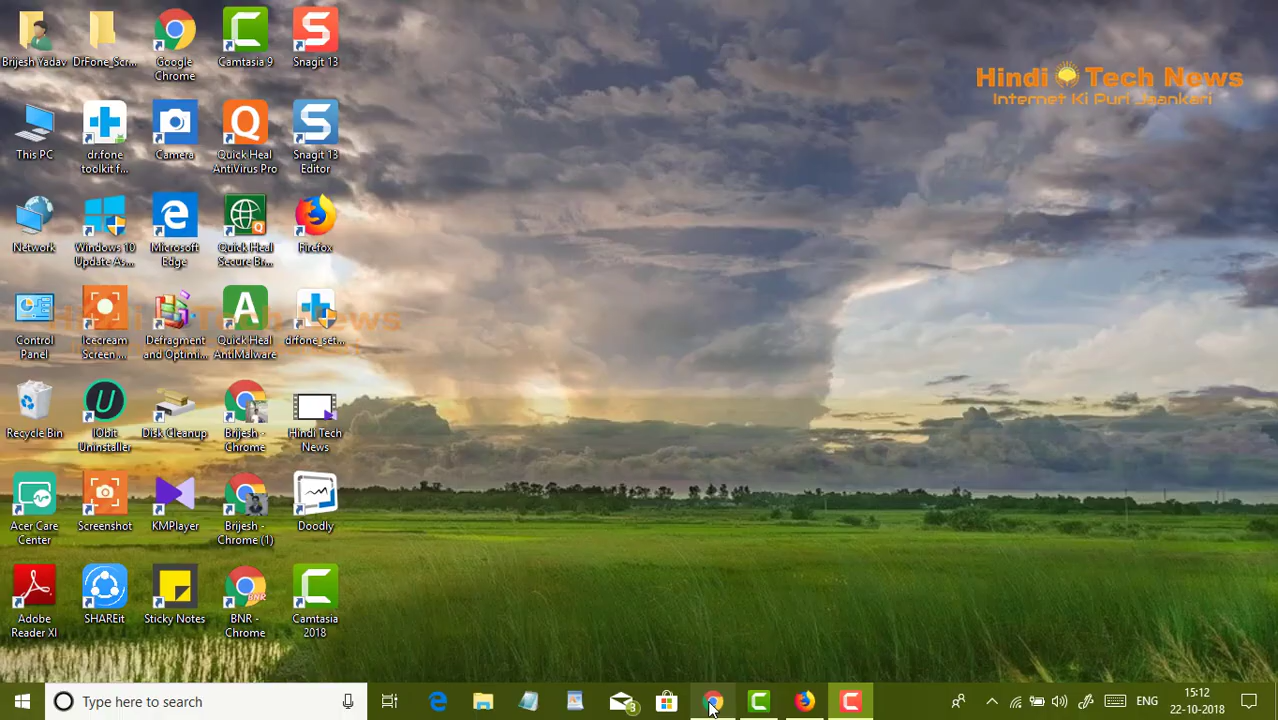 Brijesh Yadav
DrFone_Scr...
Google
Chrome
Camtasia 9
Snagit 13
Hindi Tech News
Internet Ki Puri Jaankari
This PC
dr.fone
toolkit f...
Camera
Quick Heal
AntiVirus Pro
Snagit 13
Editor
Network
Windows 10
Update As...
Microsoft
Edge
Quick Heal
Secure Br...
Firefox
Control
Panel
Icecream
Screen ...
Defragment
and Optimi...
Quick Heal
AntiMalware
drfone_set...
Recycle Bin
IObit
Uninstaller
Disk Cleanup
Brijesh -
Chrome
Hindi Tech
News
Acer Care
Center
Screenshot
KMPlayer
Brijesh -
Chrome (1)
Doodly
Adobe
Reader XI
SHAREit
Sticky Notes
BNR
BNR -
Chrome
Camtasia
2018
Type here to search
3
ENG
15:12
22-10-2018